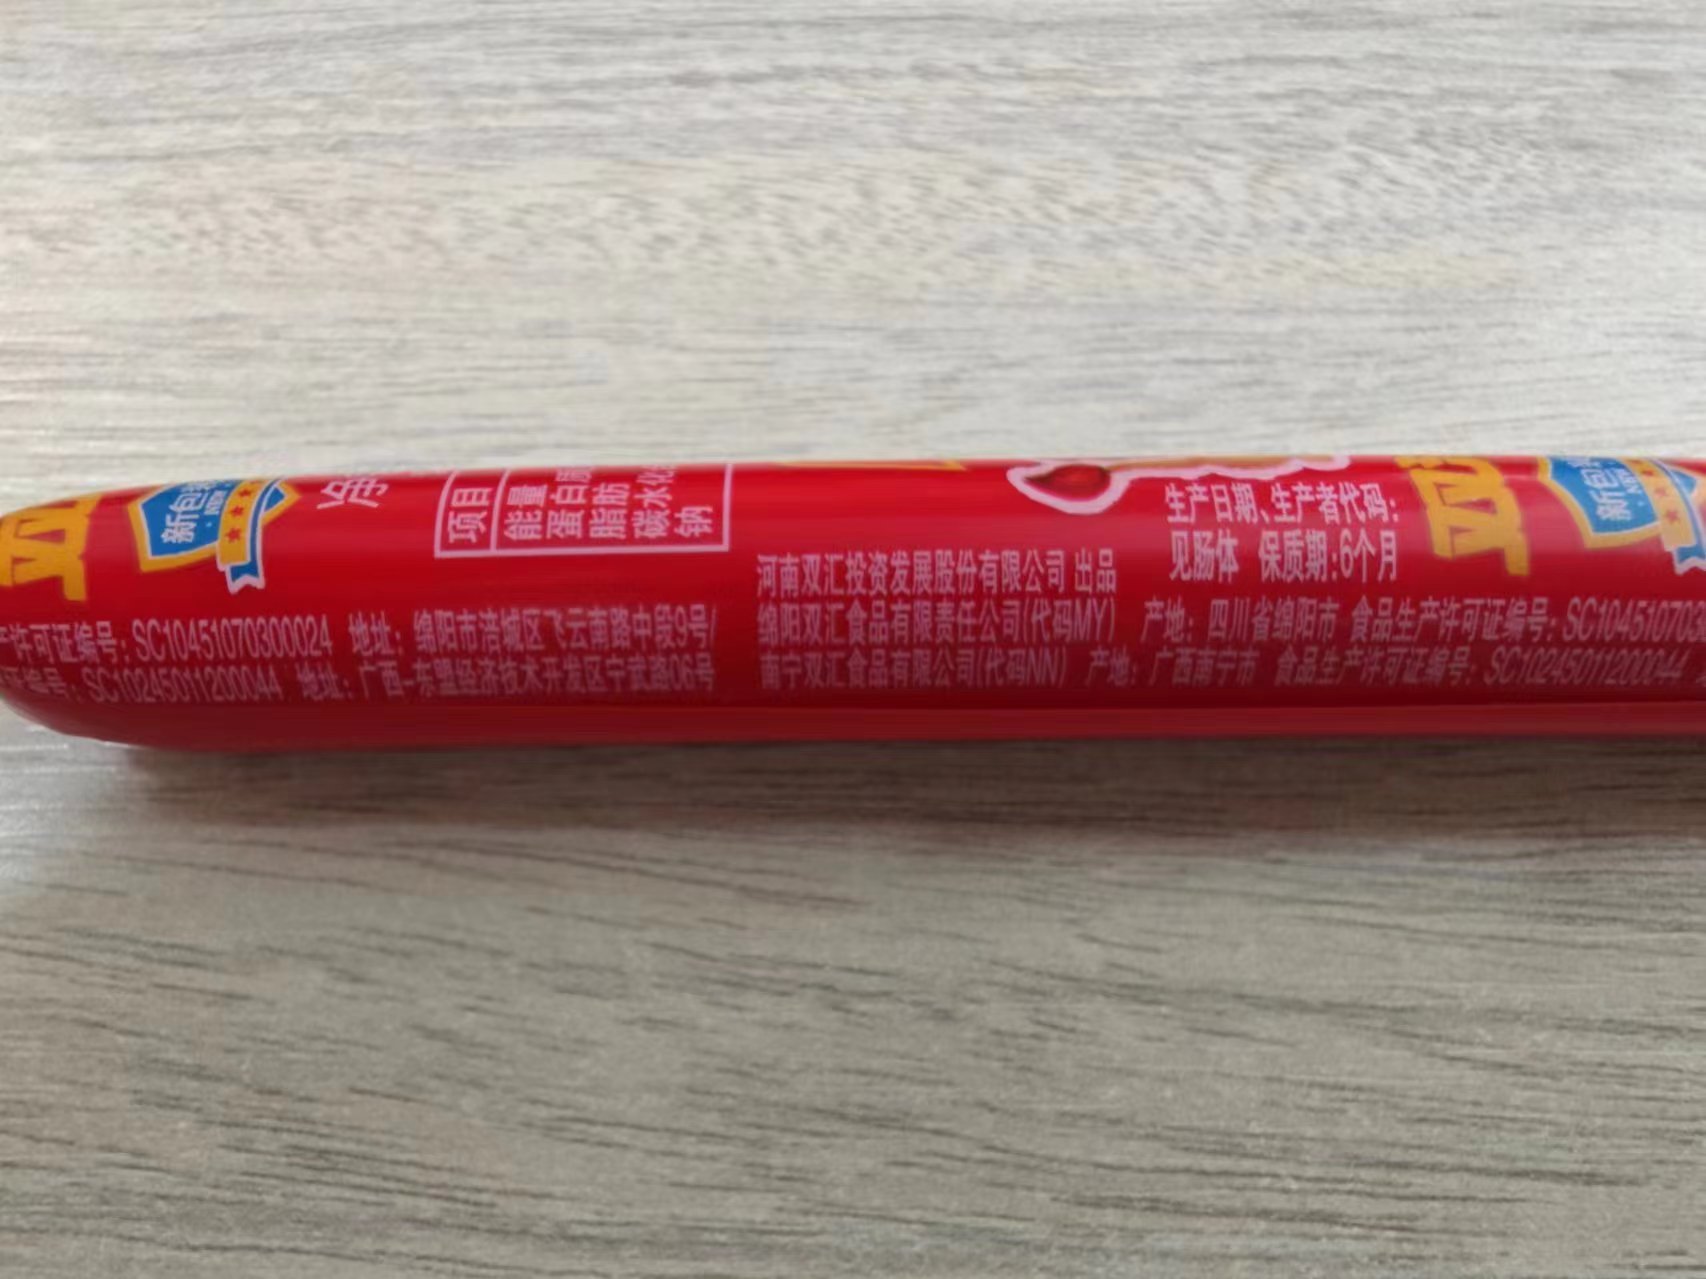 双
新包装
NEW
净
项目
能量
蛋白质
脂肪
碳水化
钠
生产日期、生产者代码:
见肠体 保质期:6个月
双
新包
NEW
河南双汇投资发展股份有限公司 出品
产许可证编号: SC10451070300024 地址: 绵阳市涪城区飞云南路中段9号/
绵阳双汇食品有限责任公司(代码MY) 产地: 四川省绵阳市 食品生产许可证编号: SC104510703
编号: SC10245011200044 地址: 广西-东盟经济技术开发区宁武路06号
南宁双汇食品有限公司(代码NN) 产地: 广西南宁市 食品生产许可证编号: SC10245011200044